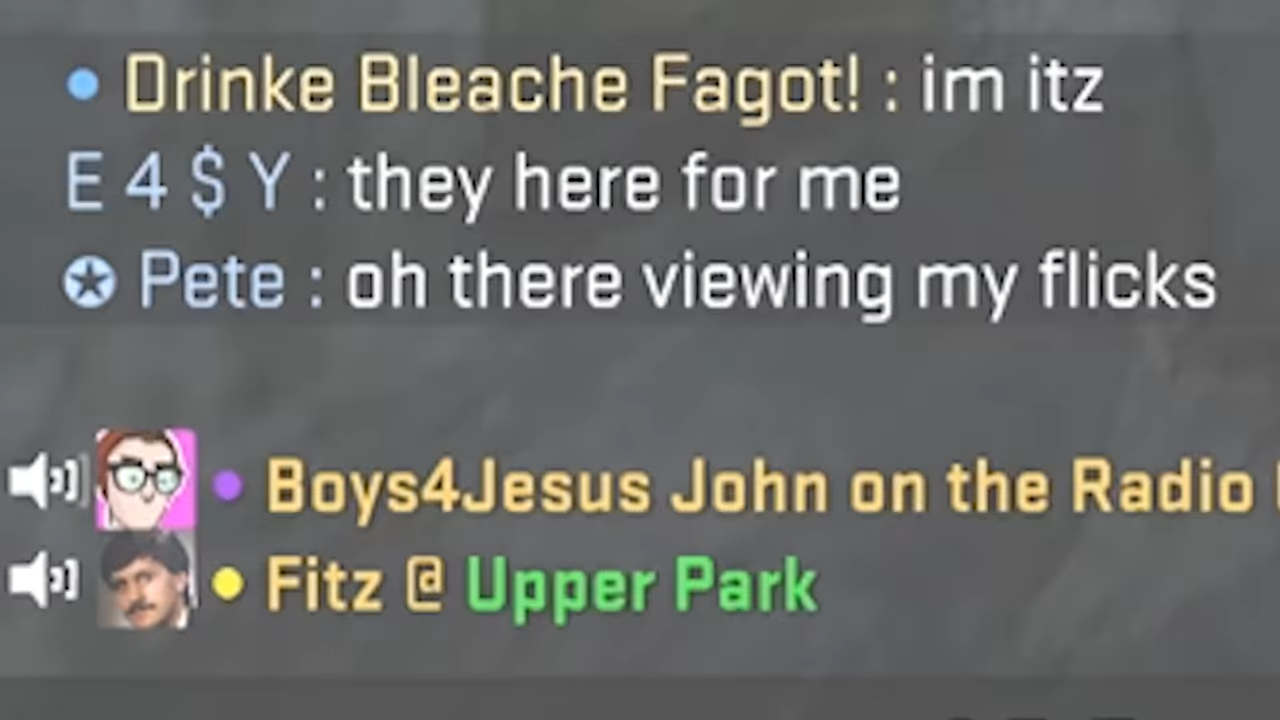 Drinke Bleache Fagot! : im itz
E 4 $ Y : they here for me
Pete : oh there viewing my flicks
Boys4Jesus John on the Radio
Fitz @ Upper Park